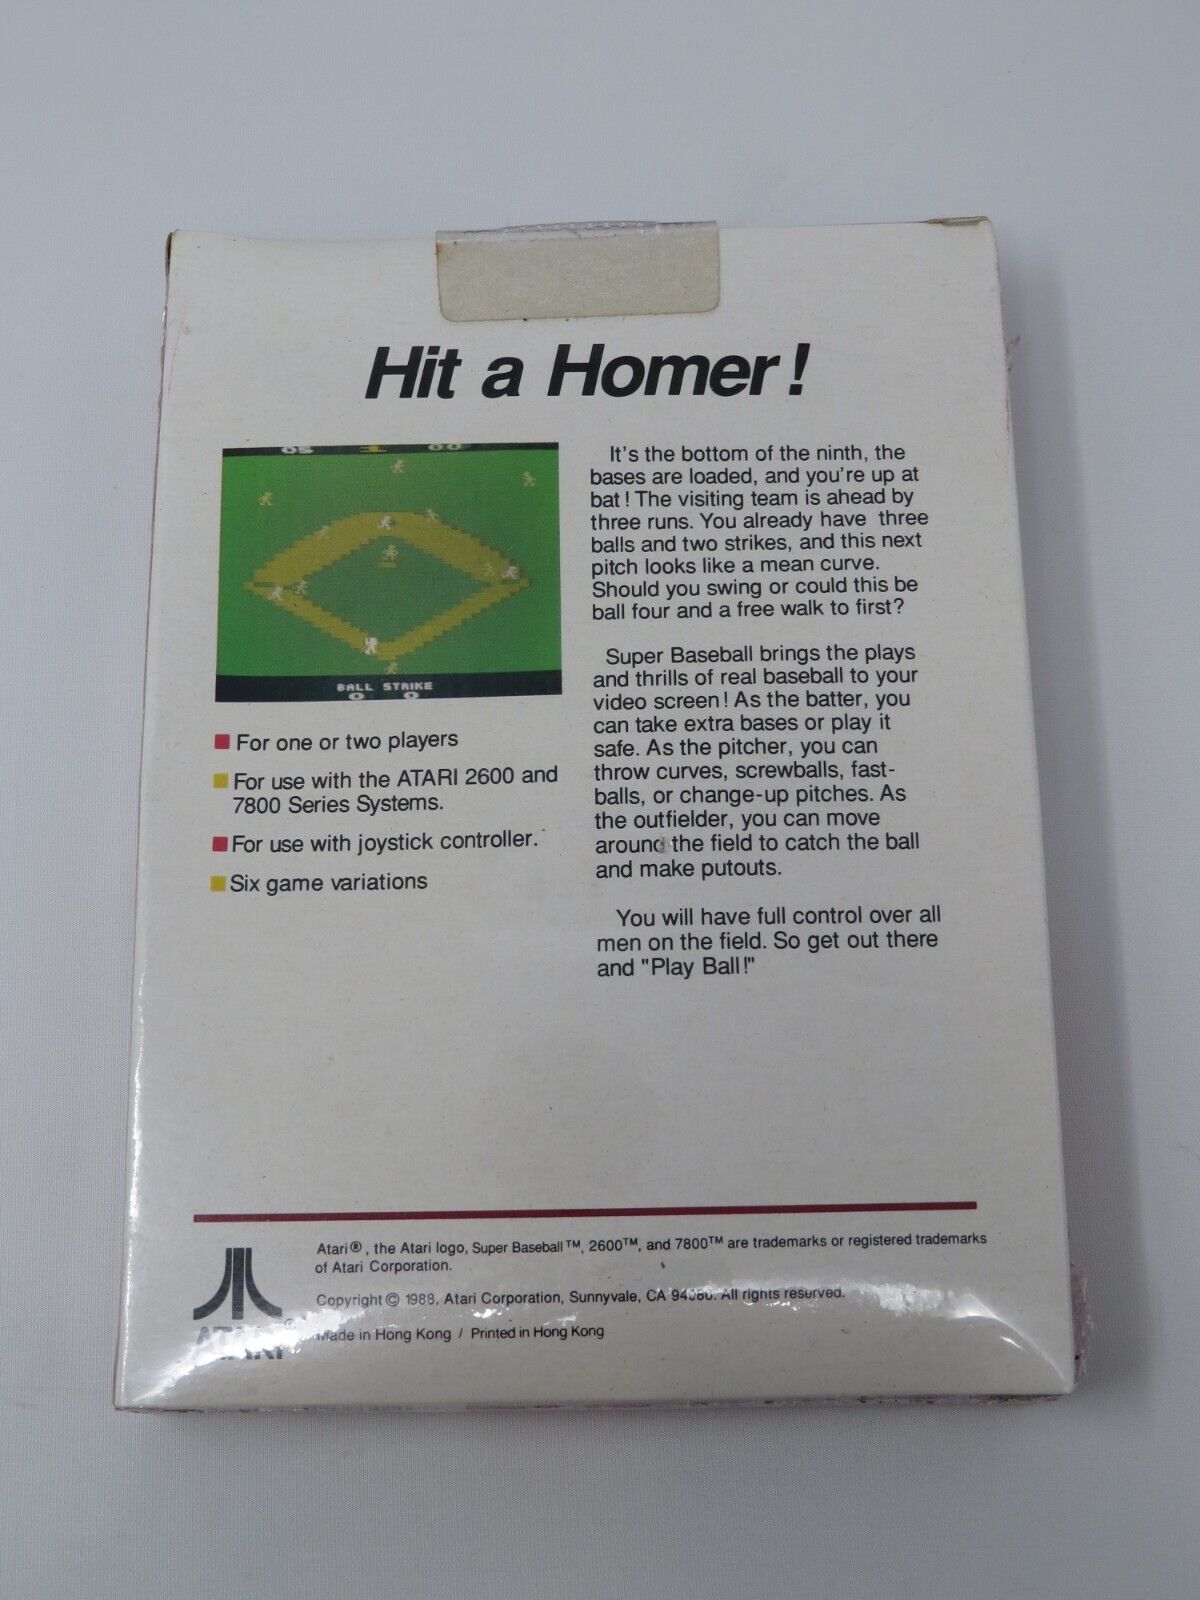 Hit a Homer!
05 1 00
BALL STRIKE
0 0
For one or two players
For use with the ATARI 2600 and
7800 Series Systems.
For use with joystick controller.
Six game variations
It's the bottom of the ninth, the
bases are loaded, and you're up at
bat! The visiting team is ahead by
three runs. You already have three
balls and two strikes, and this next
pitch looks like a mean curve.
Should you swing or could this be
ball four and a free walk to first?
Super Baseball brings the plays
and thrills of real baseball to your
video screen! As the batter, you
can take extra bases or play it
safe. As the pitcher, you can
throw curves, screwballs, fast-
balls, or change-up pitches. As
the outfielder, you can move
around the field to catch the ball
and make putouts.
You will have full control over all
men on the field. So get out there
and "Play Ball!"
Atari®, the Atari logo, Super Baseball™, 2600™, and 7800™ are trademarks or registered trademarks
of Atari Corporation.
Copyright © 1988, Atari Corporation, Sunnyvale, CA 94086. All rights reserved.
Made in Hong Kong / Printed in Hong Kong
ATARI®